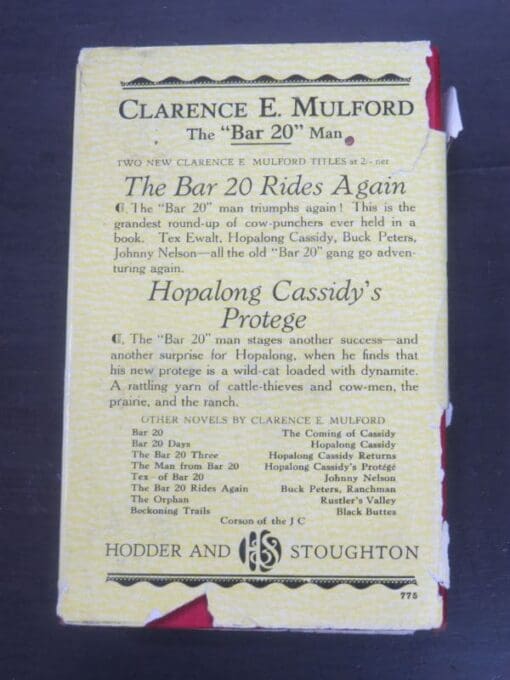 CLARENCE E. MULFORD
The "Bar 20" Man
TWO NEW CLARENCE E MULFORD TITLES at 2/- net
The Bar 20 Rides Again
The "Bar 20" man triumphs again! This is the
grandest round-up of cow-punchers ever held in a
book. Tex Ewalt, Hopalong Cassidy, Buck Peters,
Johnny Nelson—all the old "Bar 20" gang go adven-
turing again.
Hopalong Cassidy's
Protege
The "Bar 20" man stages another success—and
another surprise for Hopalong, when he finds that
his new protege is a wild-cat loaded with dynamite.
A rattling yarn of cattle-thieves and cow-men, the
prairie, and the ranch.
OTHER NOVELS BY CLARENCE E. MULFORD
Bar 20 The Coming of Cassidy
Bar 20 Days Hopalong Cassidy
The Bar 20 Three Hopalong Cassidy Returns
The Man from Bar 20 Hopalong Cassidy's Protégé
Tex—of Bar 20 Johnny Nelson
The Bar 20 Rides Again Buck Peters, Ranchman
The Orphan Rustler's Valley
Beckoning Trails Black Buttes
Corson of the J C
HODDER AND HS STOUGHTON
775